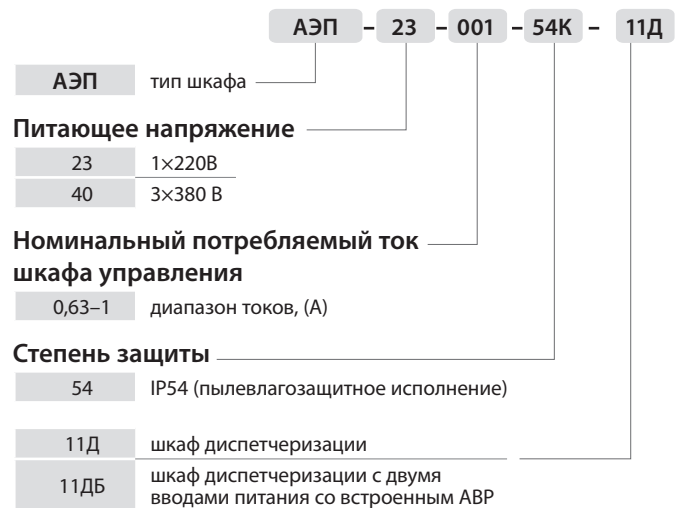 АЭП – 23 – 001 – 54К – 11Д
АЭП тип шкафа
Питающее напряжение
23 1×220В
40 3×380 В
Номинальный потребляемый ток
шкафа управления
0,63–1 диапазон токов, (А)
Степень защиты
54 IP54 (пылевлагозащитное исполнение)
11Д шкаф диспетчеризации
11ДБ шкаф диспетчеризации с двумя
вводами питания со встроенным АВР